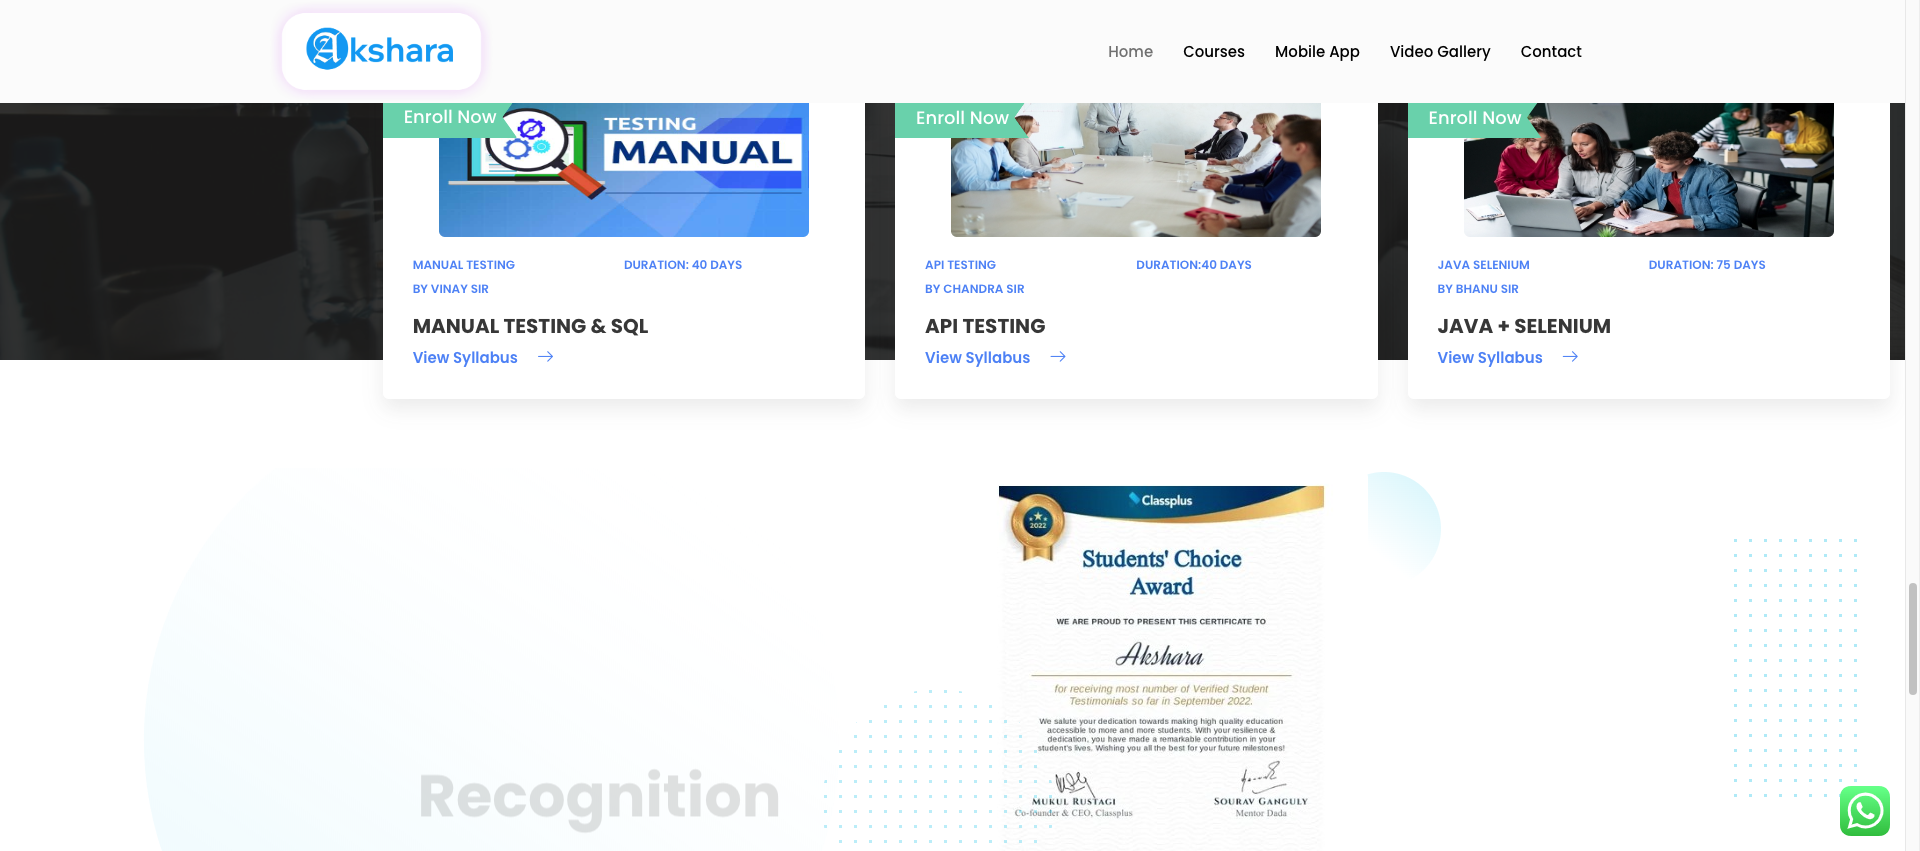 Akshara
Home Courses Mobile App Video Gallery Contact
Enroll Now
TESTING
MANUAL
MANUAL TESTING DURATION: 40 DAYS
BY VINAY SIR
MANUAL TESTING & SQL
View Syllabus
Enroll Now
API TESTING DURATION:40 DAYS
BY CHANDRA SIR
API TESTING
View Syllabus
Enroll Now
JAVA SELENIUM DURATION: 75 DAYS
BY BHANU SIR
JAVA + SELENIUM
View Syllabus
Recognition
Classplus
2022
Students' Choice
Award
WE ARE PROUD TO PRESENT THIS CERTIFICATE TO
Akshara
for receiving most number of Verified Student
Testimonials so far in September 2022.
We salute your dedication towards making high quality education
accessible to more and more students. With your resilience &
dedication, you have made a remarkable contribution in your
student's lives. Wishing you all the best for your future milestones!
MUKUL RUSTAGI
Co-founder & CEO, Classplus
SOURAV GANGULY
Mentor Dada